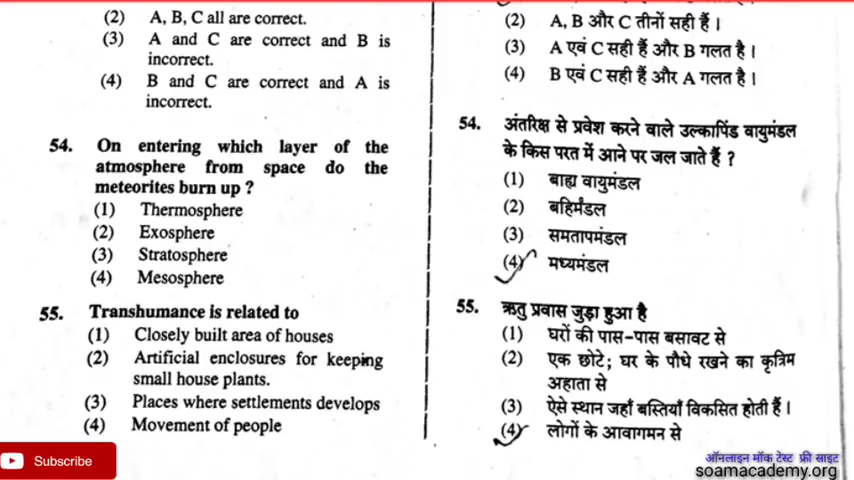 (2) A, B, C all are correct.
(3) A and C are correct and B is
incorrect.
(4) B and C are correct and A is
incorrect.
54. On entering which layer of the
atmosphere from space do the
meteorites burn up ?
(1) Thermosphere
(2) Exosphere
(3) Stratosphere
(4) Mesosphere
55. Transhumance is related to
(1) Closely built area of houses
(2) Artificial enclosures for keeping
small house plants.
(3) Places where settlements develops
(4) Movement of people
(2) A, B और C तीनों सही हैं ।
(3) A एवं C सही हैं और B गलत है ।
(4) B एवं C सही हैं और A गलत है ।
54. अंतरिक्ष से प्रवेश करने वाले उल्कापिंड वायुमंडल
के किस परत में आने पर जल जाते हैं ?
(1) बाह्य वायुमंडल
(2) बहिर्मंडल
(3) समतापमंडल
(4) मध्यमंडल
55. ऋतु प्रवास जुड़ा हुआ है
(1) घरों की पास-पास बसावट से
(2) एक छोटे; घर के पौधे रखने का कृत्रिम
अहाता से
(3) ऐसे स्थान जहाँ बस्तियाँ विकसित होती हैं ।
(4) लोगों के आवागमन से
Subscribe
ऑनलाइन मॉक टेस्ट फ्री साइट
soamacademy.org